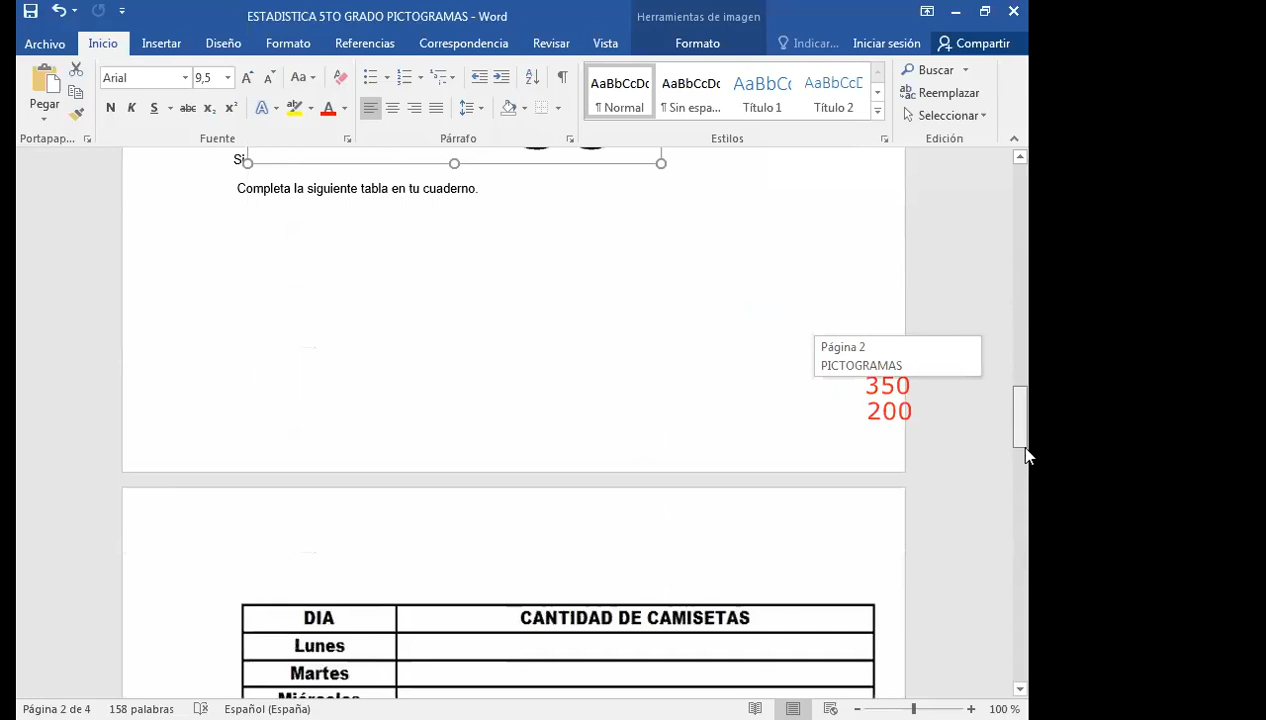 ESTADISTICA 5TO GRADO PICTOGRAMAS - Word
Herramientas de imagen
Archivo
Inicio
Insertar
Diseño
Formato
Referencias
Correspondencia
Revisar
Vista
Formato
Indicar...
Iniciar sesión
Compartir
Pegar
Arial
9,5
Aa
N K S abc x₂ x²
A
A
AaBbCcDc
¶ Normal
AaBbCcDc
¶ Sin espa...
AaBbCc
Título 1
AaBbCcD
Título 2
Buscar
Reemplazar
Selección
Portapap...
Fuente
Párrafo
Estilos
Edición
Si
Completa la siguiente tabla en tu cuaderno.
Página 2
PICTOGRAMAS
350
200
DIA
CANTIDAD DE CAMISETAS
Lunes
Martes
Miércoles
Página 2 de 4
158 palabras
Español (España)
100 %